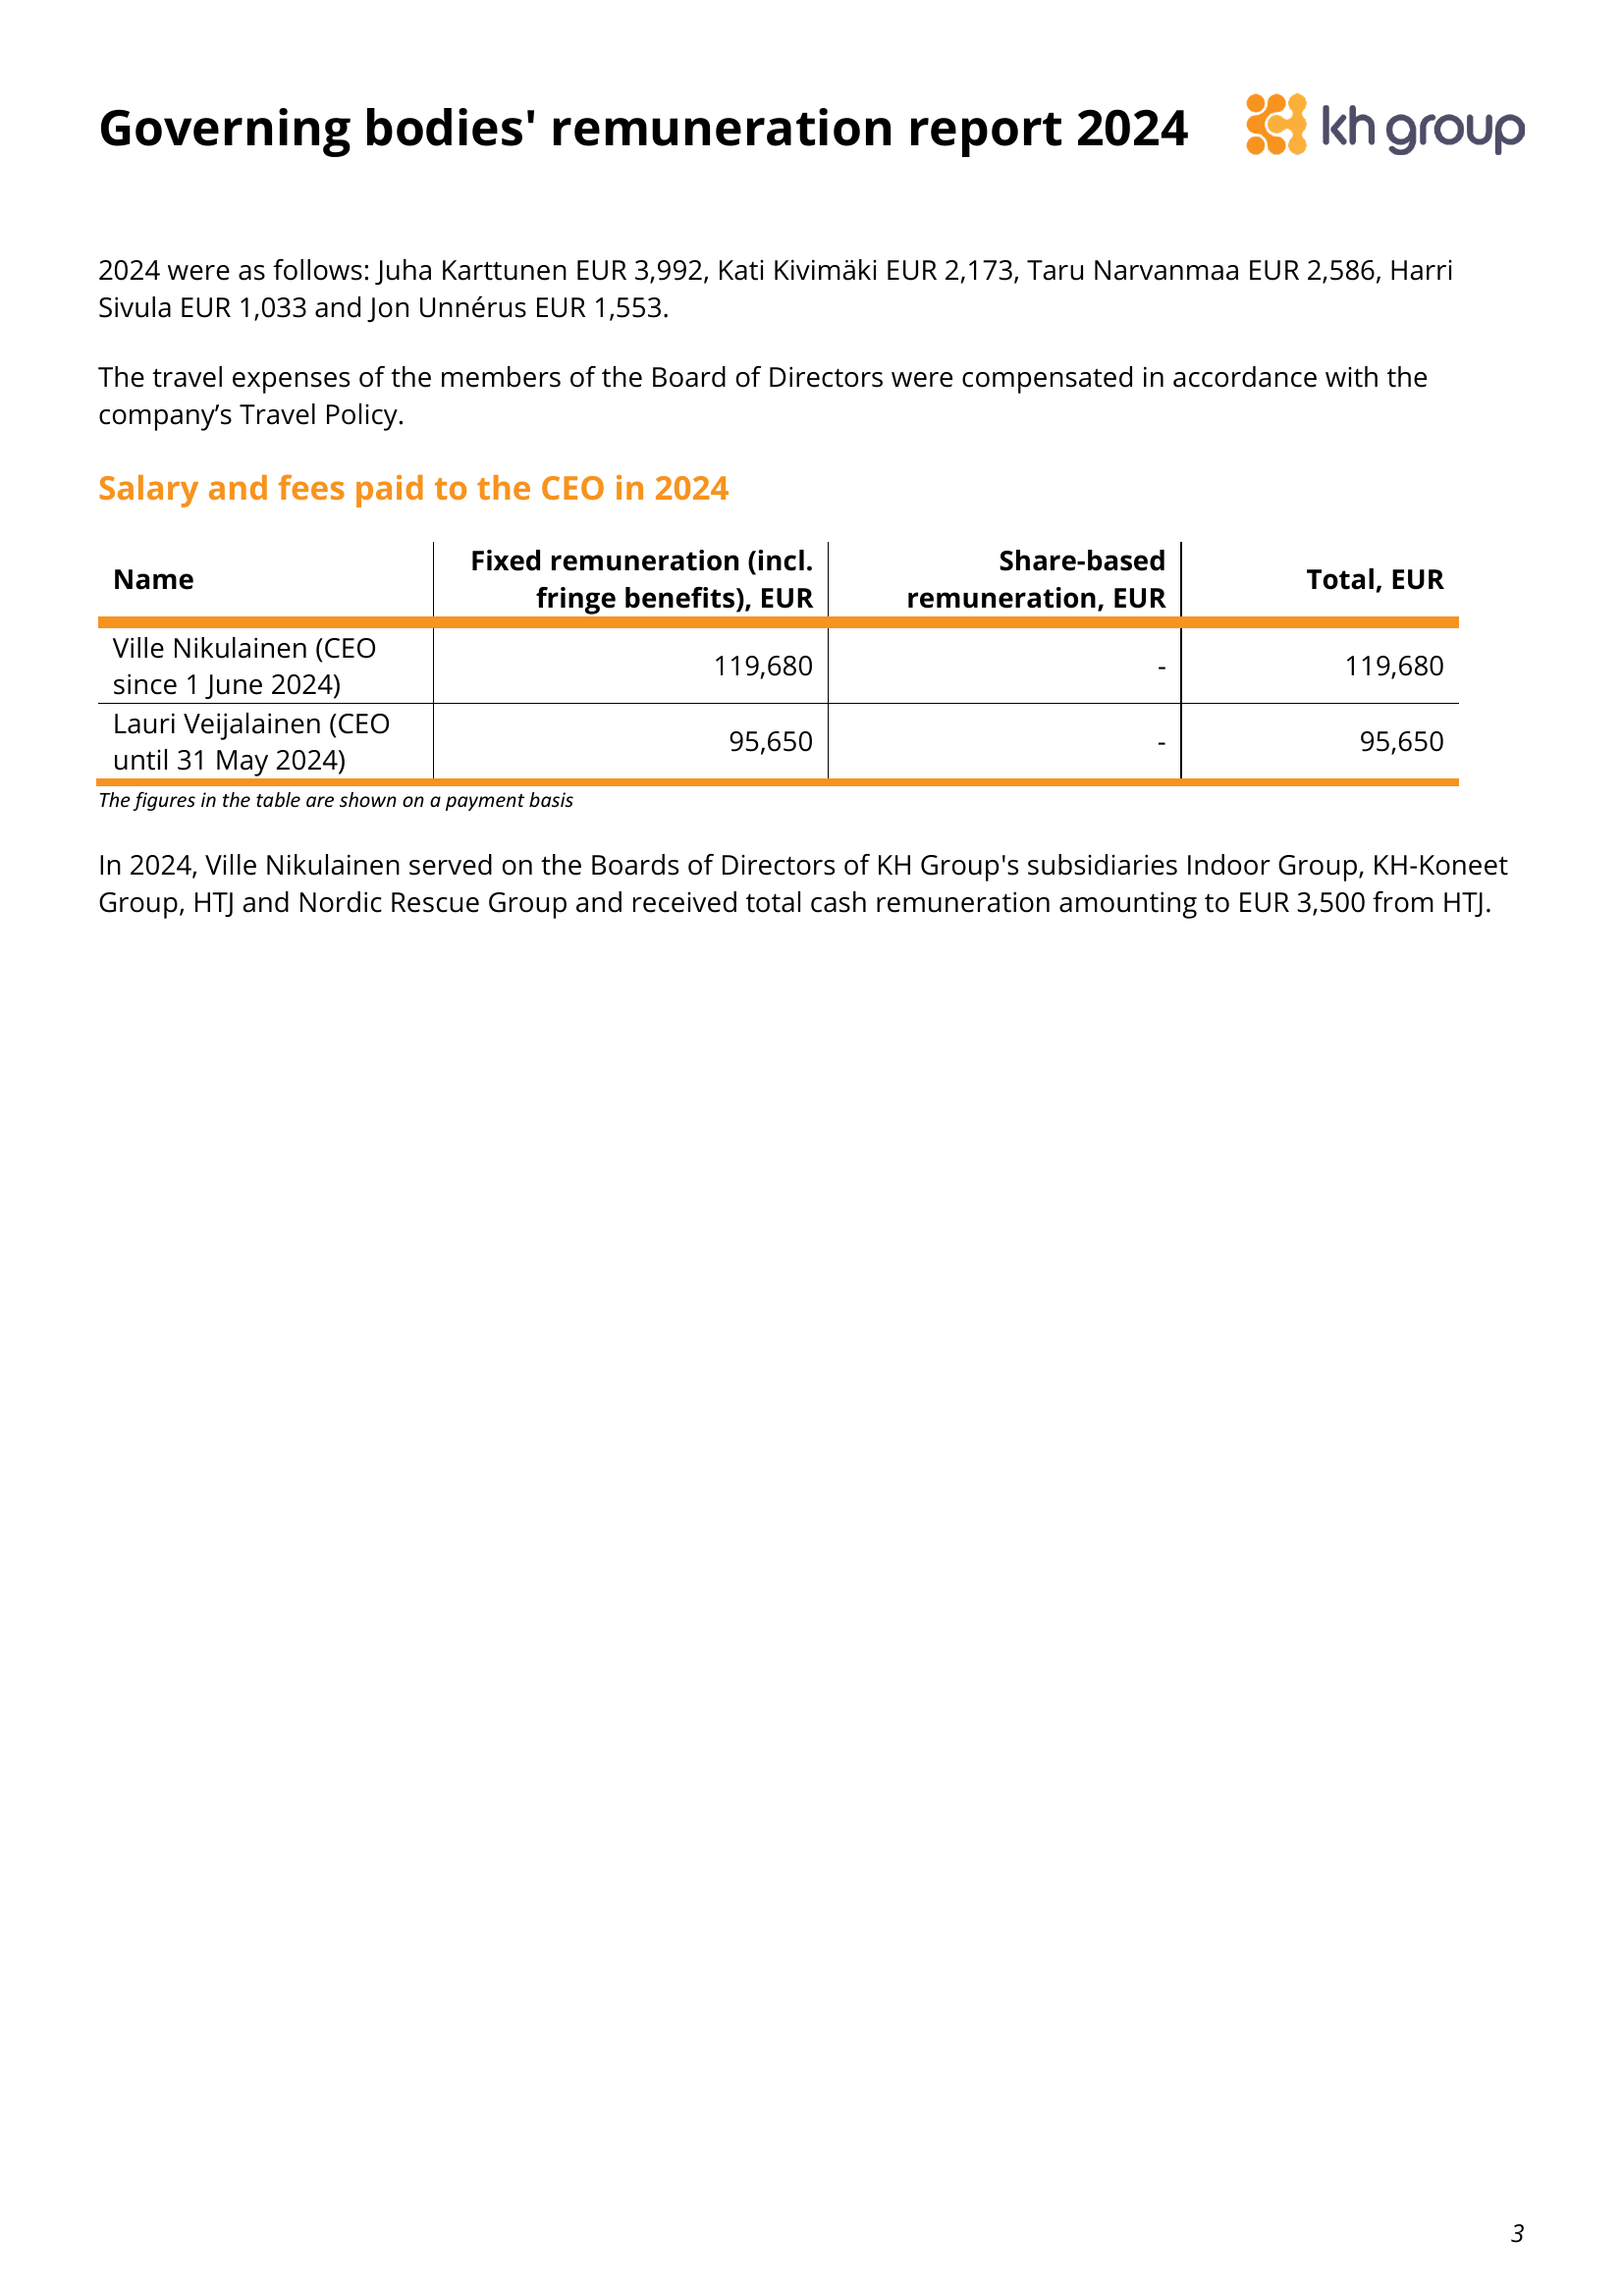 Governing bodies' remuneration report 2024
kh group
2024 were as follows: Juha Karttunen EUR 3,992, Kati Kivimäki EUR 2,173, Taru Narvanmaa EUR 2,586, Harri
Sivula EUR 1,033 and Jon Unnérus EUR 1,553.
The travel expenses of the members of the Board of Directors were compensated in accordance with the
company’s Travel Policy.
Salary and fees paid to the CEO in 2024
Name
Fixed remuneration (incl.
fringe benefits), EUR
Share-based
remuneration, EUR
Total, EUR
Ville Nikulainen (CEO
since 1 June 2024)
119,680
-
119,680
Lauri Veijalainen (CEO
until 31 May 2024)
95,650
-
95,650
The figures in the table are shown on a payment basis
In 2024, Ville Nikulainen served on the Boards of Directors of KH Group's subsidiaries Indoor Group, KH-Koneet
Group, HTJ and Nordic Rescue Group and received total cash remuneration amounting to EUR 3,500 from HTJ.
3